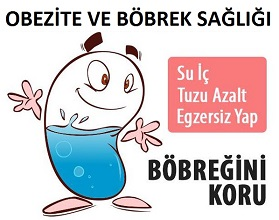 OBEZİTE VE BÖBREK SAĞLIĞI
Su İç
Tuzu Azalt
Egzersiz Yap
BÖBREĞİNİ
KORU